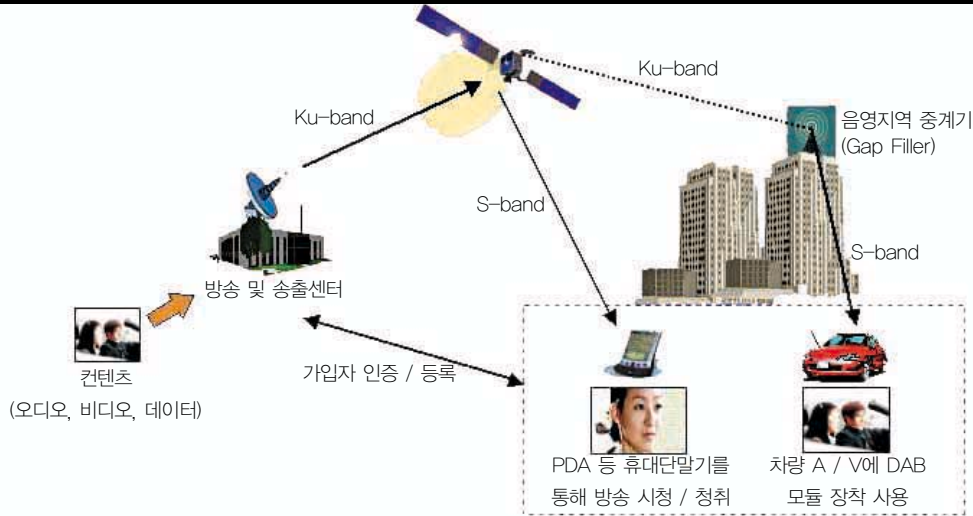 Ku-band
Ku-band
음영지역 중계기
(Gap Filler)
S-band
S-band
방송 및 송출센터
가입자 인증 / 등록
컨텐츠
(오디오, 비디오, 데이터)
PDA 등 휴대단말기를
통해 방송 시청 / 청취
차량 A / V에 DAB
모듈 장착 사용